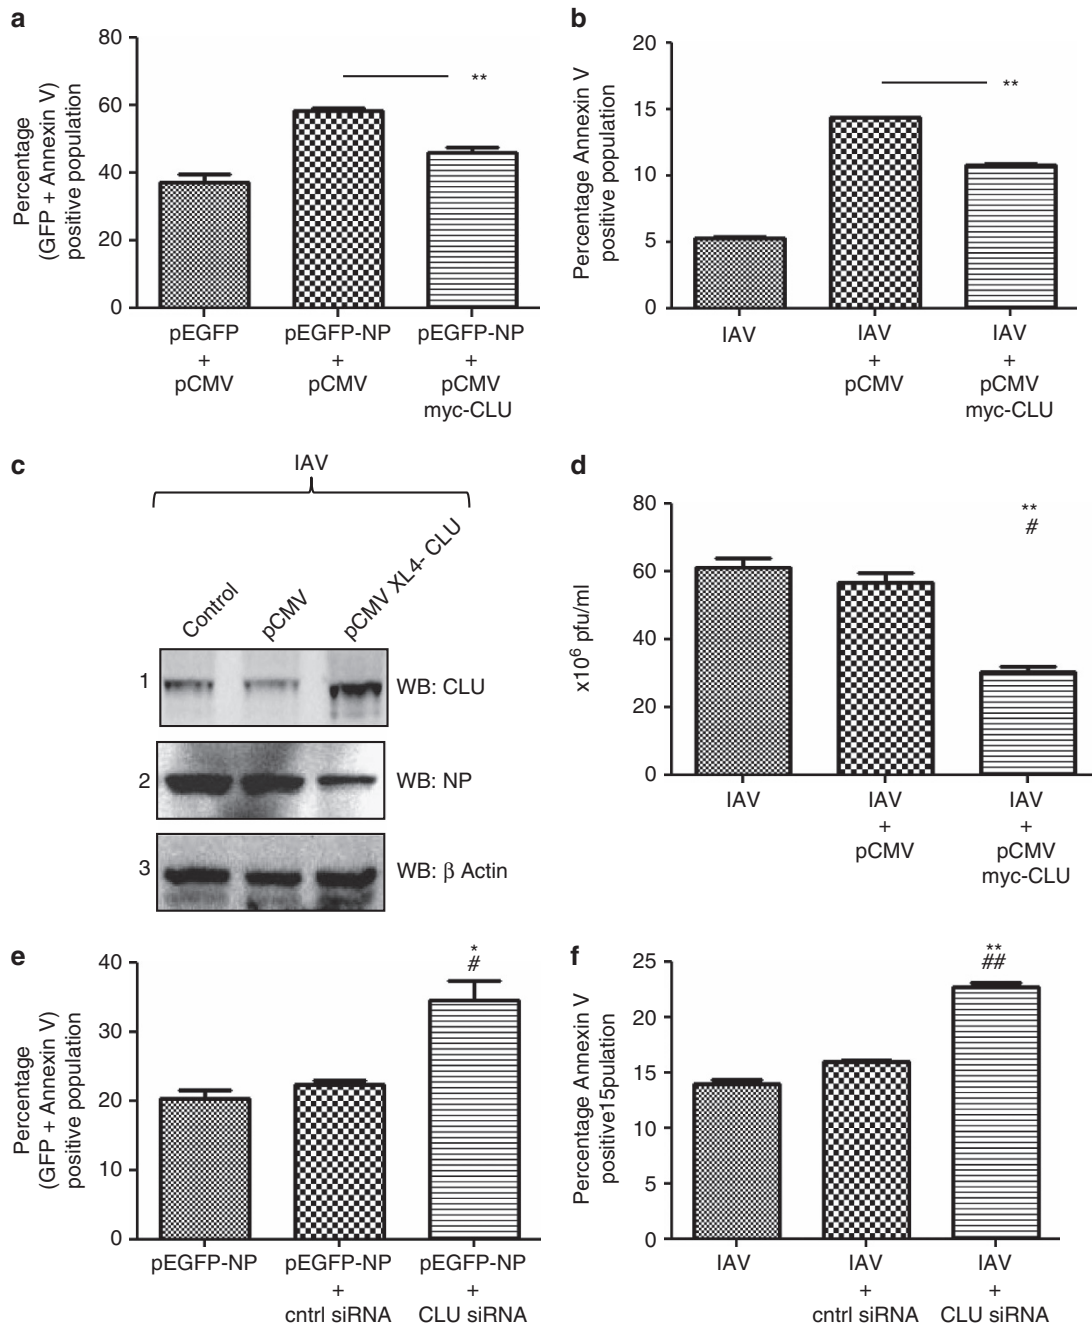 a
Percentage
(GFP + Annexin V)
positive population
80
60
40
20
0
**
pEGFP
+
pCMV
pEGFP-NP
+
pCMV
pEGFP-NP
+
pCMV
myc-CLU
b
Percentage Annexin V
positive population
20
15
10
5
0
**
IAV
IAV
+
pCMV
IAV
+
pCMV
myc-CLU
c
IAV
Control
pCMV
pCMV XL4- CLU
1
WB: CLU
2
WB: NP
3
WB: β Actin
d
x10⁶ pfu/ml
80
60
40
20
0
**
#
IAV
IAV
+
pCMV
IAV
+
pCMV
myc-CLU
e
Percentage
(GFP + Annexin V)
positive population
40
30
20
10
0
*
#
pEGFP-NP
pEGFP-NP
+
cntrl siRNA
pEGFP-NP
+
CLU siRNA
f
Percentage Annexin V
positive15pulation
25
20
15
10
5
0
**
##
IAV
IAV
+
cntrl siRNA
IAV
+
CLU siRNA